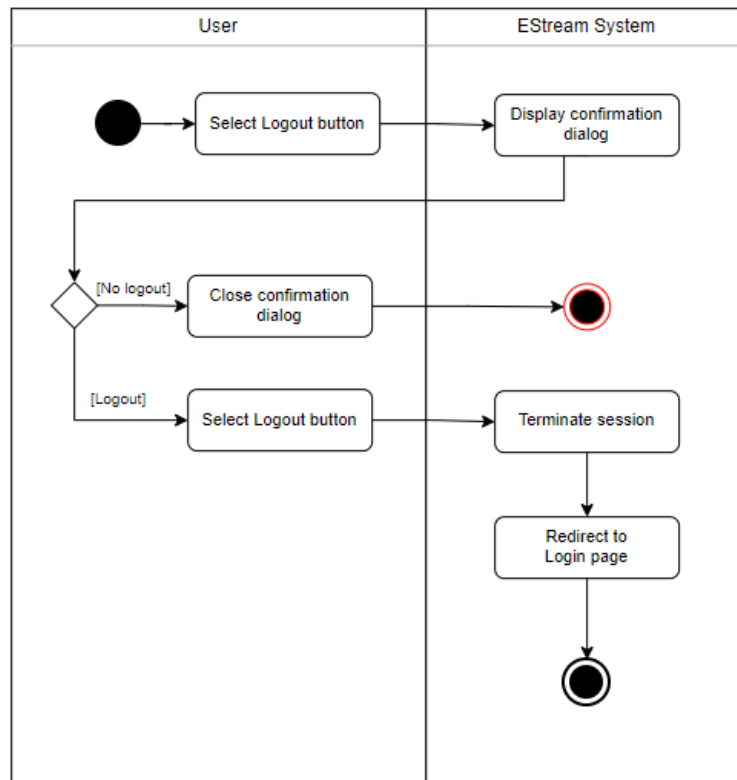 User
EStream System
Select Logout button
Display confirmation
dialog
[No logout]
Close confirmation
dialog
[Logout]
Select Logout button
Terminate session
Redirect to
Login page